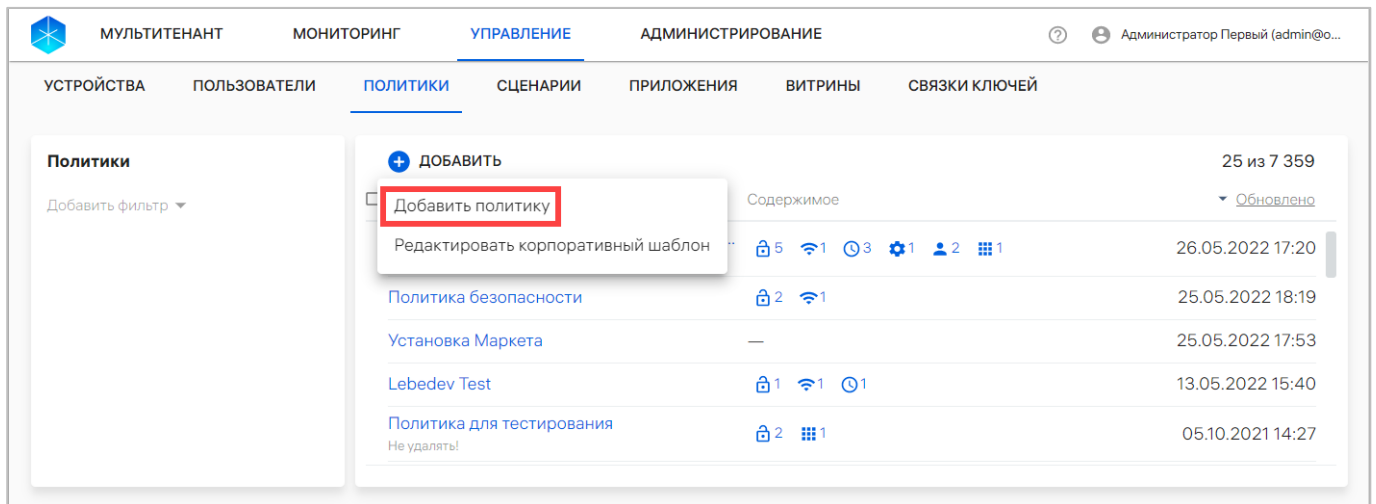 МУЛЬТИТЕНАНТ МОНИТОРИНГ УПРАВЛЕНИЕ АДМИНИСТРИРОВАНИЕ ? Администратор Первый (admin@o...
УСТРОЙСТВА ПОЛЬЗОВАТЕЛИ ПОЛИТИКИ СЦЕНАРИИ ПРИЛОЖЕНИЯ ВИТРИНЫ СВЯЗКИ КЛЮЧЕЙ
Политики
Добавить фильтр
ДОБАВИТЬ 25 из 7 359
Добавить политику Содержимое Обновлено
Редактировать корпоративный шаблон ... 5 1 3 1 2 1 26.05.2022 17:20
Политика безопасности 2 1 25.05.2022 18:19
Установка Маркета — 25.05.2022 17:53
Lebedev Test 1 1 1 13.05.2022 15:40
Политика для тестирования 2 1 05.10.2021 14:27
Не удалять!